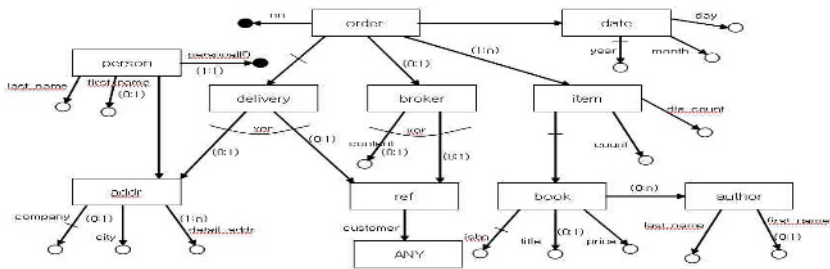 nn
order
date
day
year
month
person
personalID
(1:1)
last_name
first_name
(0:1)
(0:1)
(1:n)
delivery
broker
item
xor
(0:1)
(0:1)
xor
content
(0:1)
(0:1)
count
dis_count
addr
ref
book
(0:n)
author
company
(0:1)
city
(1:n)
detail_addr
customer
ANY
isbn
title
(0:1)
price
last_name
first_name
(0:1)